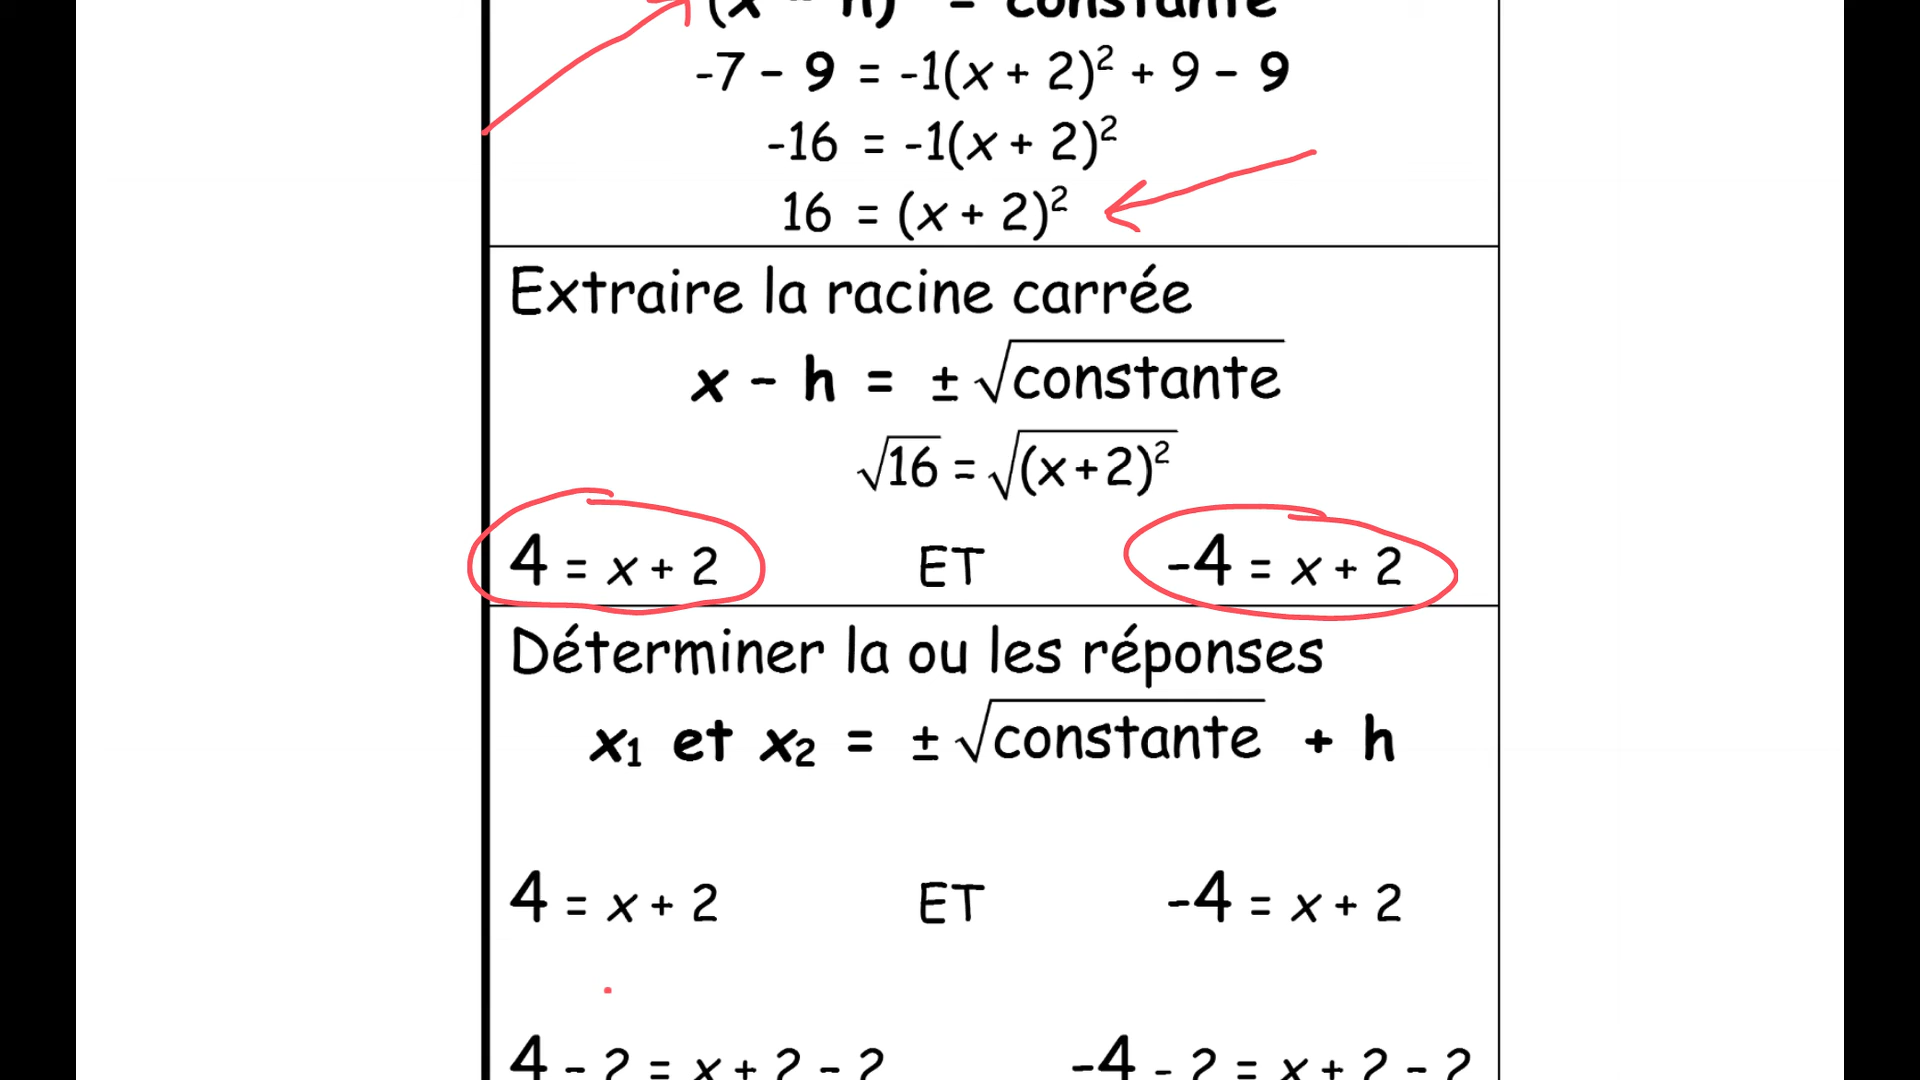 (x - h)² = constante
-7 - 9 = -1(x + 2)² + 9 - 9
-16 = -1(x + 2)²
16 = (x + 2)²
Extraire la racine carrée
x - h = ± √constante
√16 = √(x+2)²
4 = x + 2 ET -4 = x + 2
Déterminer la ou les réponses
x₁ et x₂ = ± √constante + h
4 = x + 2 ET -4 = x + 2
4 - 2 = x + 2 - 2 -4 - 2 = x + 2 - 2